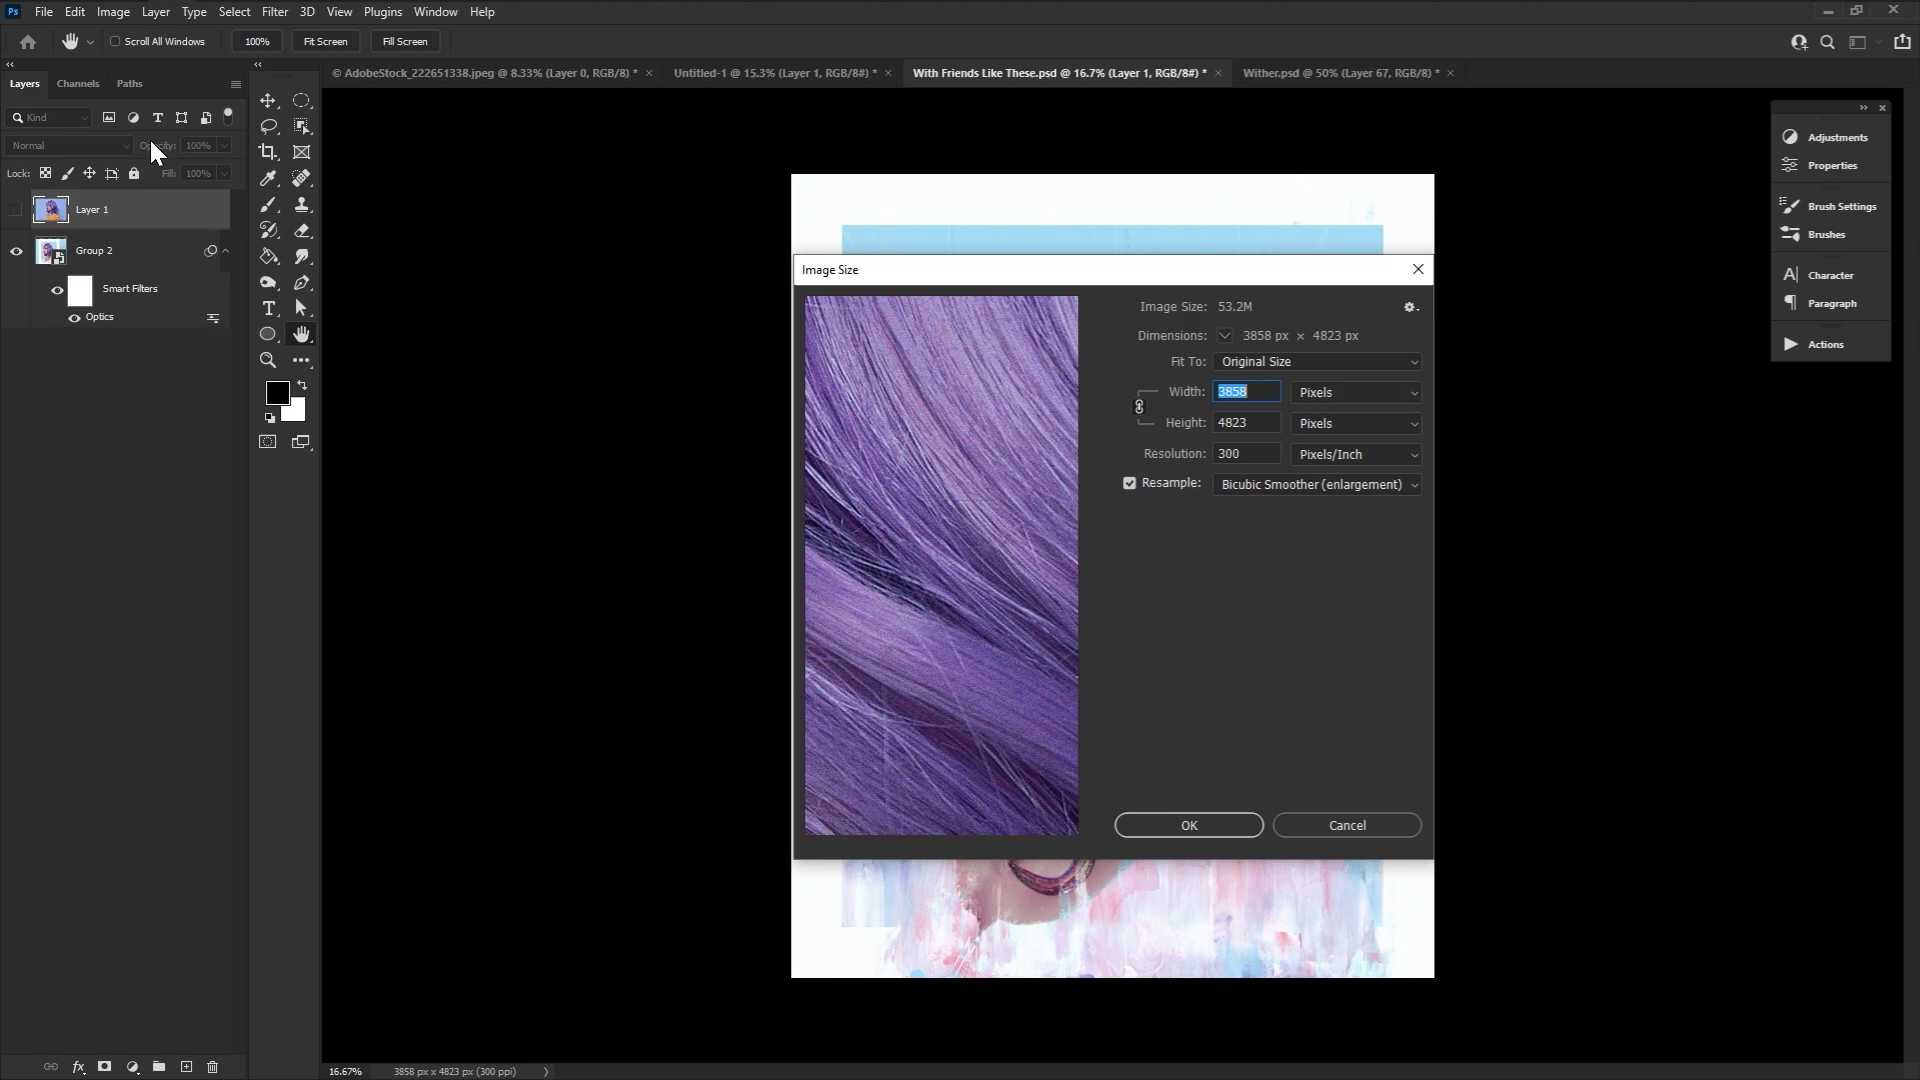 Ps File Edit Image Layer Type Select Filter 3D View Plugins Window Help
Scroll All Windows 100% Fit Screen Fill Screen
Layers Channels Paths
© AdobeStock_222651338.jpeg @ 8.33% (Layer 0, RGB/8) * × Untitled-1 @ 15.3% (Layer 1, RGB/8#) * × With Friends Like These.psd @ 16.7% (Layer 1, RGB/8#) * × Wither.psd @ 50% (Layer 67, RGB/8) * ×
Kind
Normal Opacity: 100%
Lock: Fill: 100%
Layer 1
Group 2
Smart Filters
Optics
Image Size
Image Size: 53.2M
Dimensions: 3858 px × 4823 px
Fit To: Original Size
Width: 3858 Pixels
Height: 4823 Pixels
Resolution: 300 Pixels/Inch
Resample: Bicubic Smoother (enlargement)
OK Cancel
Adjustments
Properties
Brush Settings
Brushes
Character
Paragraph
Actions
fx
16.67% 3858 px x 4823 px (300 ppi)